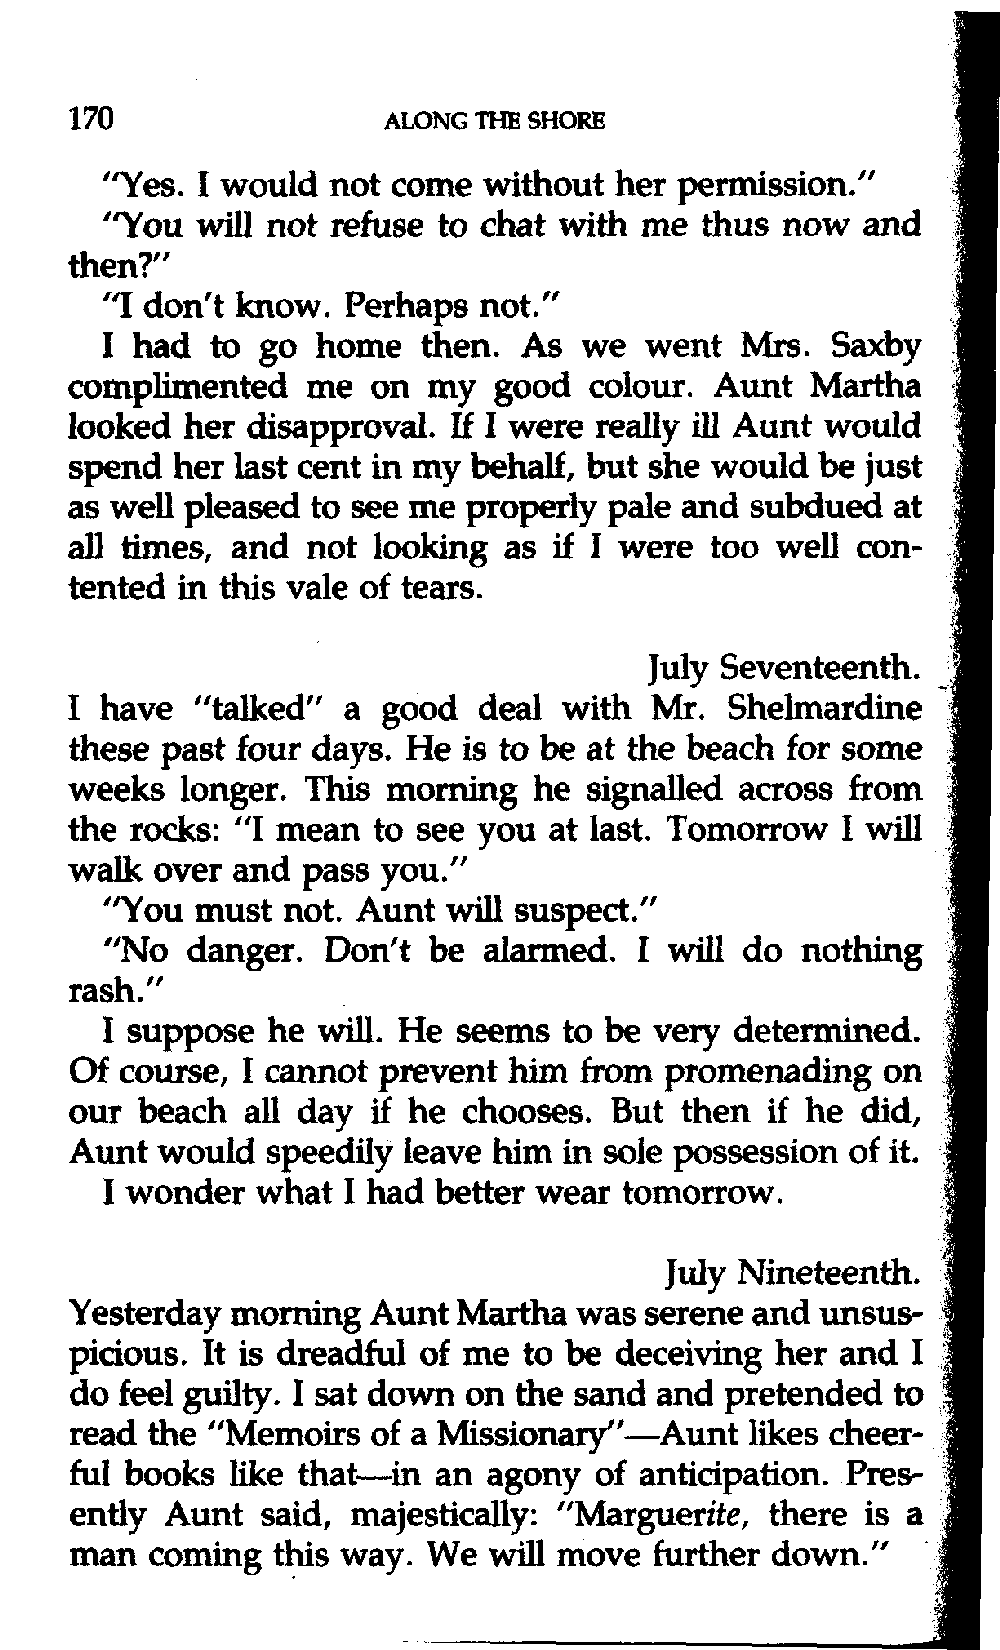 170 ALONG THE SHORE
"Yes. I would not come without her permission."
"You will not refuse to chat with me thus now and
then?"
"I don't know. Perhaps not."
I had to go home then. As we went Mrs. Saxby
complimented me on my good colour. Aunt Martha
looked her disapproval. If I were really ill Aunt would
spend her last cent in my behalf, but she would be just
as well pleased to see me properly pale and subdued at
all times, and not looking as if I were too well con-
tented in this vale of tears.
July Seventeenth.
I have "talked" a good deal with Mr. Shelmardine
these past four days. He is to be at the beach for some
weeks longer. This morning he signalled across from
the rocks: "I mean to see you at last. Tomorrow I will
walk over and pass you."
"You must not. Aunt will suspect."
"No danger. Don't be alarmed. I will do nothing
rash."
I suppose he will. He seems to be very determined.
Of course, I cannot prevent him from promenading on
our beach all day if he chooses. But then if he did,
Aunt would speedily leave him in sole possession of it.
I wonder what I had better wear tomorrow.
July Nineteenth.
Yesterday morning Aunt Martha was serene and unsus-
picious. It is dreadful of me to be deceiving her and I
do feel guilty. I sat down on the sand and pretended to
read the "Memoirs of a Missionary"—Aunt likes cheer-
ful books like that—in an agony of anticipation. Pres-
ently Aunt said, majestically: "Marguerite, there is a
man coming this way. We will move further down."